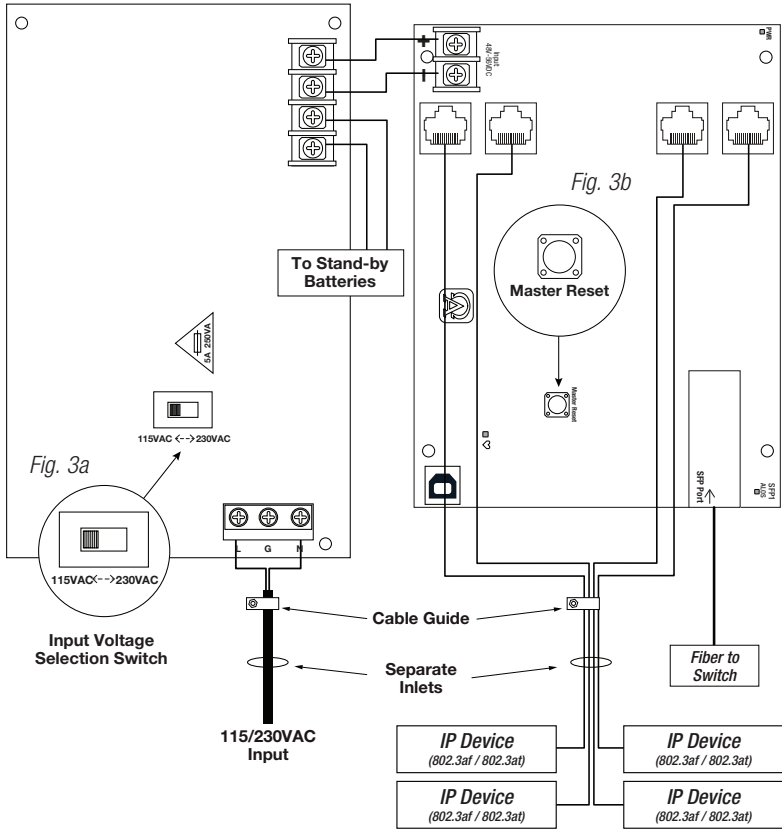 +
Input
48V-56VDC
−
PWR
Fig. 3b
To Stand-by
Batteries
Master Reset
5A 250VA
Master Reset
115VAC <--> 230VAC
Fig. 3a
SFP Port
SFP1
ALOS
115VAC <--> 230VAC
L G N
Cable Guide
Input Voltage
Selection Switch
Separate
Inlets
Fiber to
Switch
115/230VAC
Input
IP Device
(802.3af / 802.3at)
IP Device
(802.3af / 802.3at)
IP Device
(802.3af / 802.3at)
IP Device
(802.3af / 802.3at)